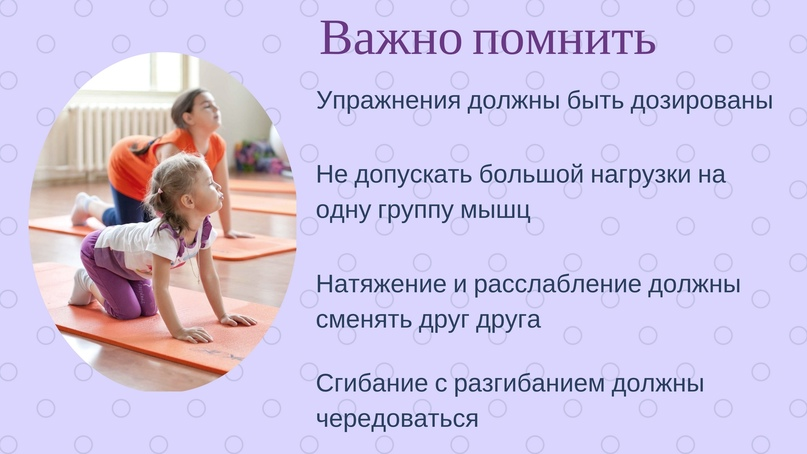 Важно помнить
Упражнения должны быть дозированы
Не допускать большой нагрузки на
одну группу мышц
Натяжение и расслабление должны
сменять друг друга
Сгибание с разгибанием должны
чередоваться